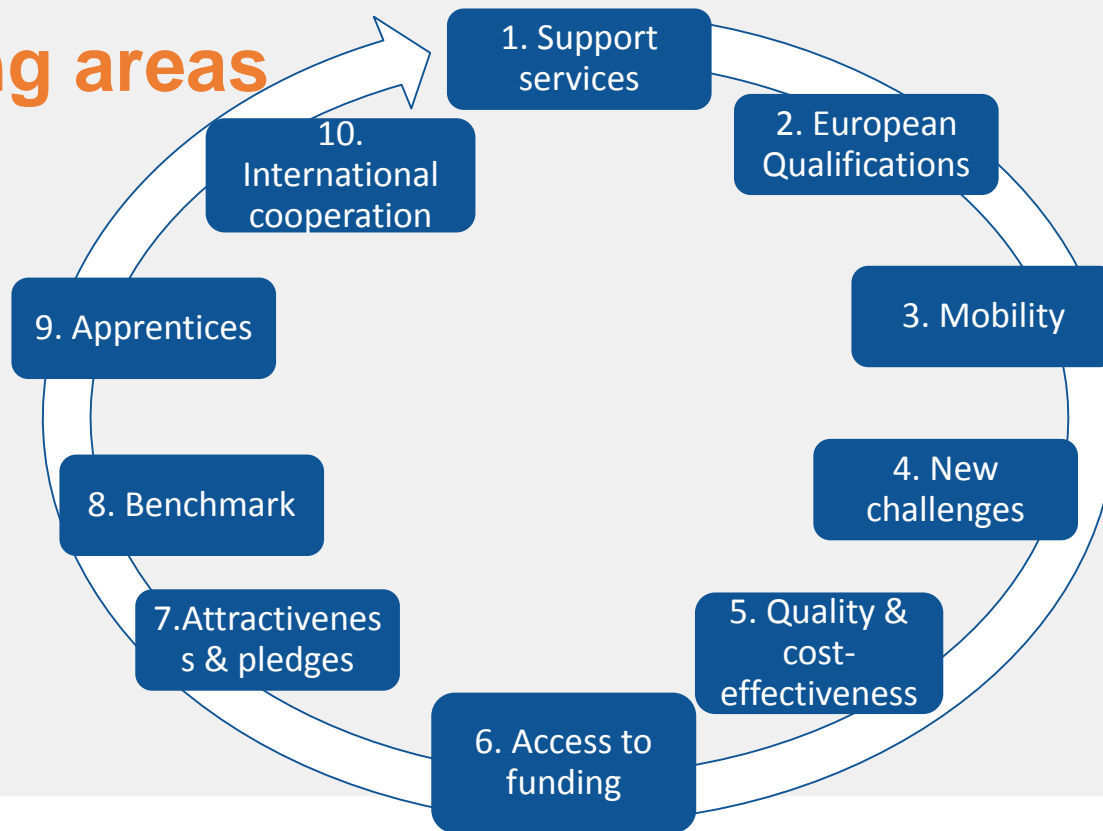 ng areas
1. Support
services
2. European
Qualifications
3. Mobility
4. New
challenges
5. Quality &
cost-
effectiveness
6. Access to
funding
7.Attractivenes
s & pledges
8. Benchmark
9. Apprentices
10.
International
cooperation